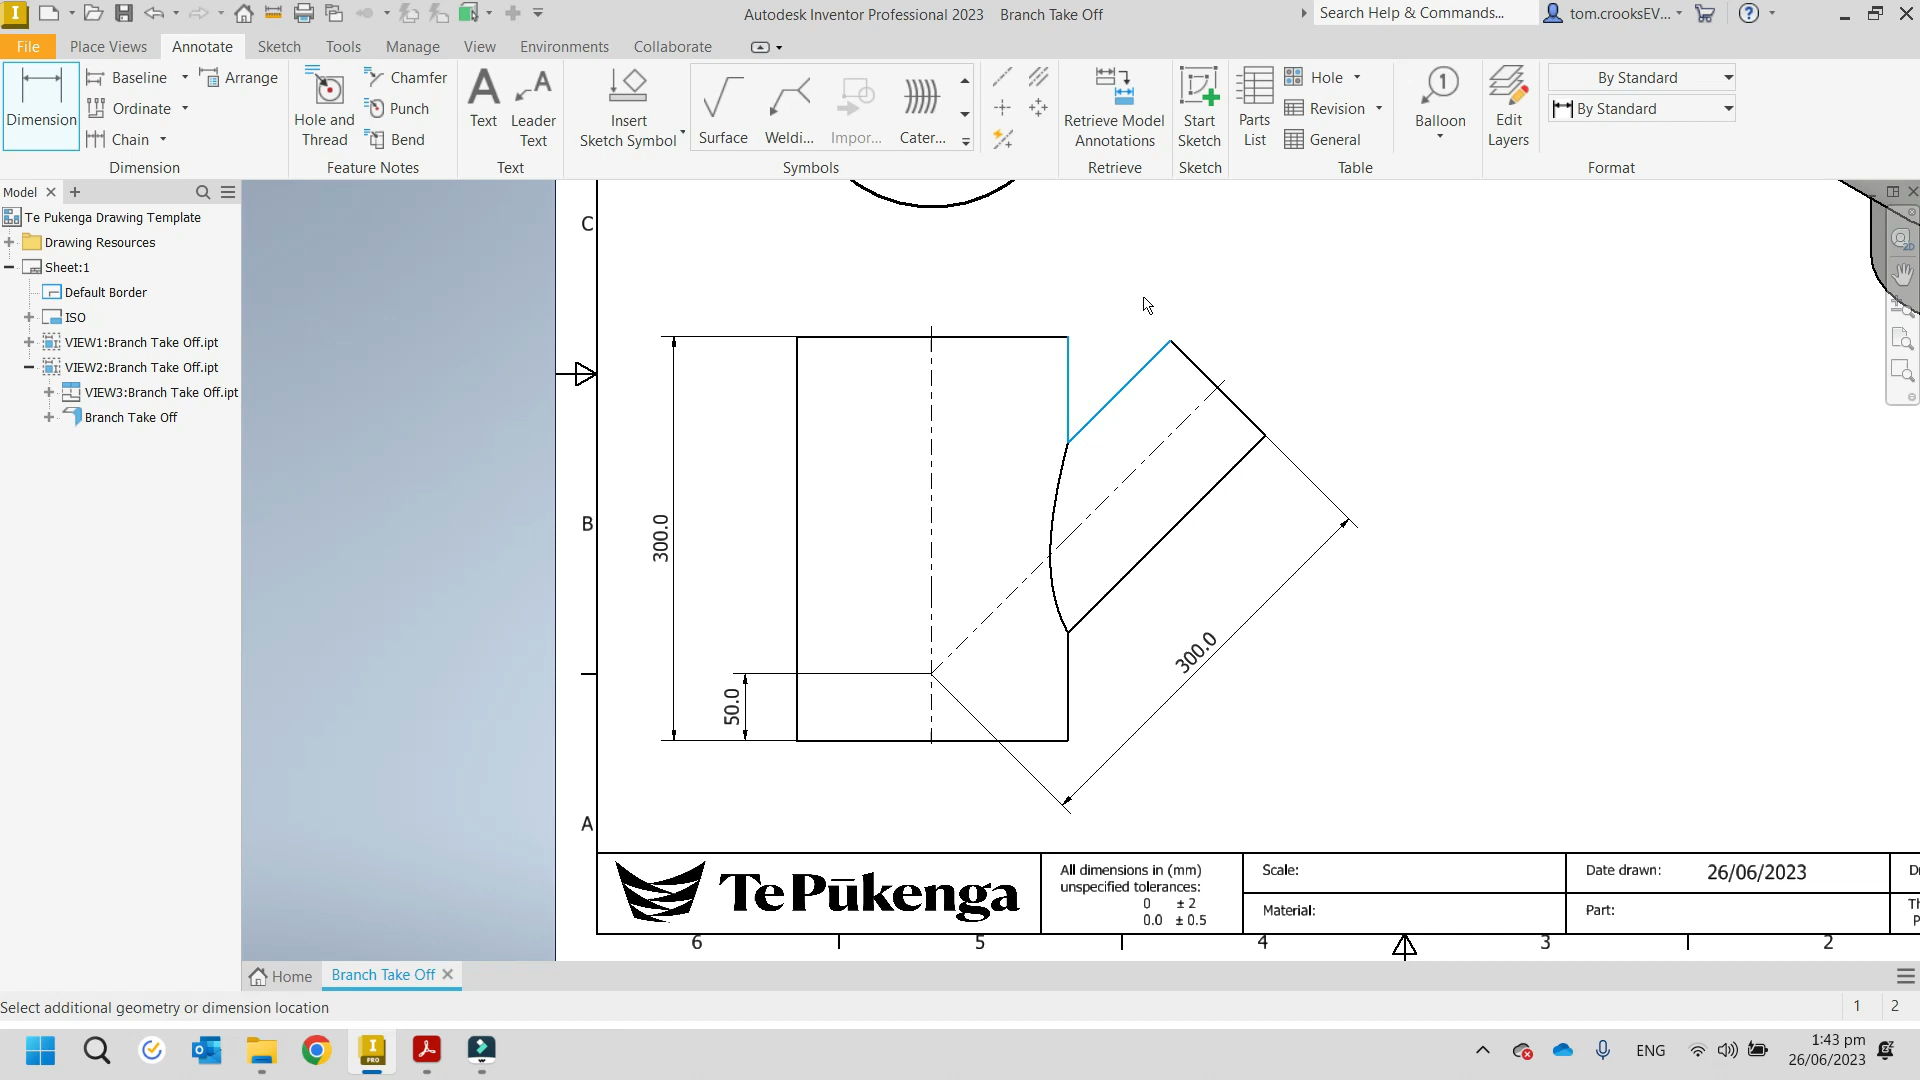 Autodesk Inventor Professional 2023 Branch Take Off
Search Help & Commands...
tom.crooksEV...
File Place Views Annotate Sketch Tools Manage View Environments Collaborate
Dimension
Baseline
Arrange
Ordinate
Chain
Dimension
Hole and Thread
Chamfer
Punch
Bend
Feature Notes
Text
Leader Text
Text
Insert Sketch Symbol
Surface
Weldi...
Impor...
Cater...
Symbols
Retrieve Model Annotations
Retrieve
Start Sketch
Sketch
Parts List
Hole
Revision
General
Table
Balloon
Edit Layers
By Standard
By Standard
Format
Model
Te Pukenga Drawing Template
Drawing Resources
Sheet:1
Default Border
ISO
VIEW1:Branch Take Off.ipt
VIEW2:Branch Take Off.ipt
VIEW3:Branch Take Off.ipt
Branch Take Off
C
B
A
300.0
50.0
300.0
Te Pūkenga
All dimensions in (mm)
unspecified tolerances:
0 ± 2
0.0 ± 0.5
Scale:
Material:
Date drawn: 26/06/2023
Part:
6 5 4 3 2
Home
Branch Take Off
Select additional geometry or dimension location
1 2
ENG
1:43 pm
26/06/2023